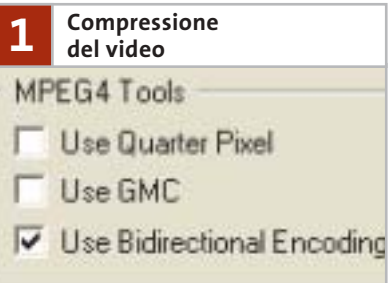 1
Compressione
del video
MPEG4 Tools
Use Quarter Pixel
Use GMC
Use Bidirectional Encoding